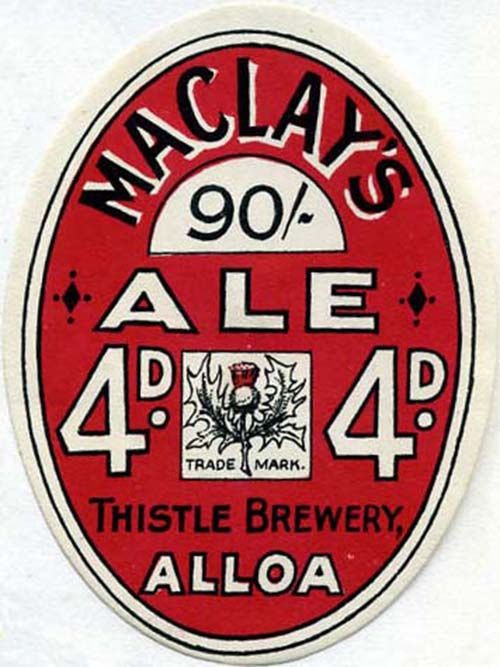 MACLAY'S
90/-
ALE
4D. 4D.
TRADE MARK.
THISTLE BREWERY,
ALLOA